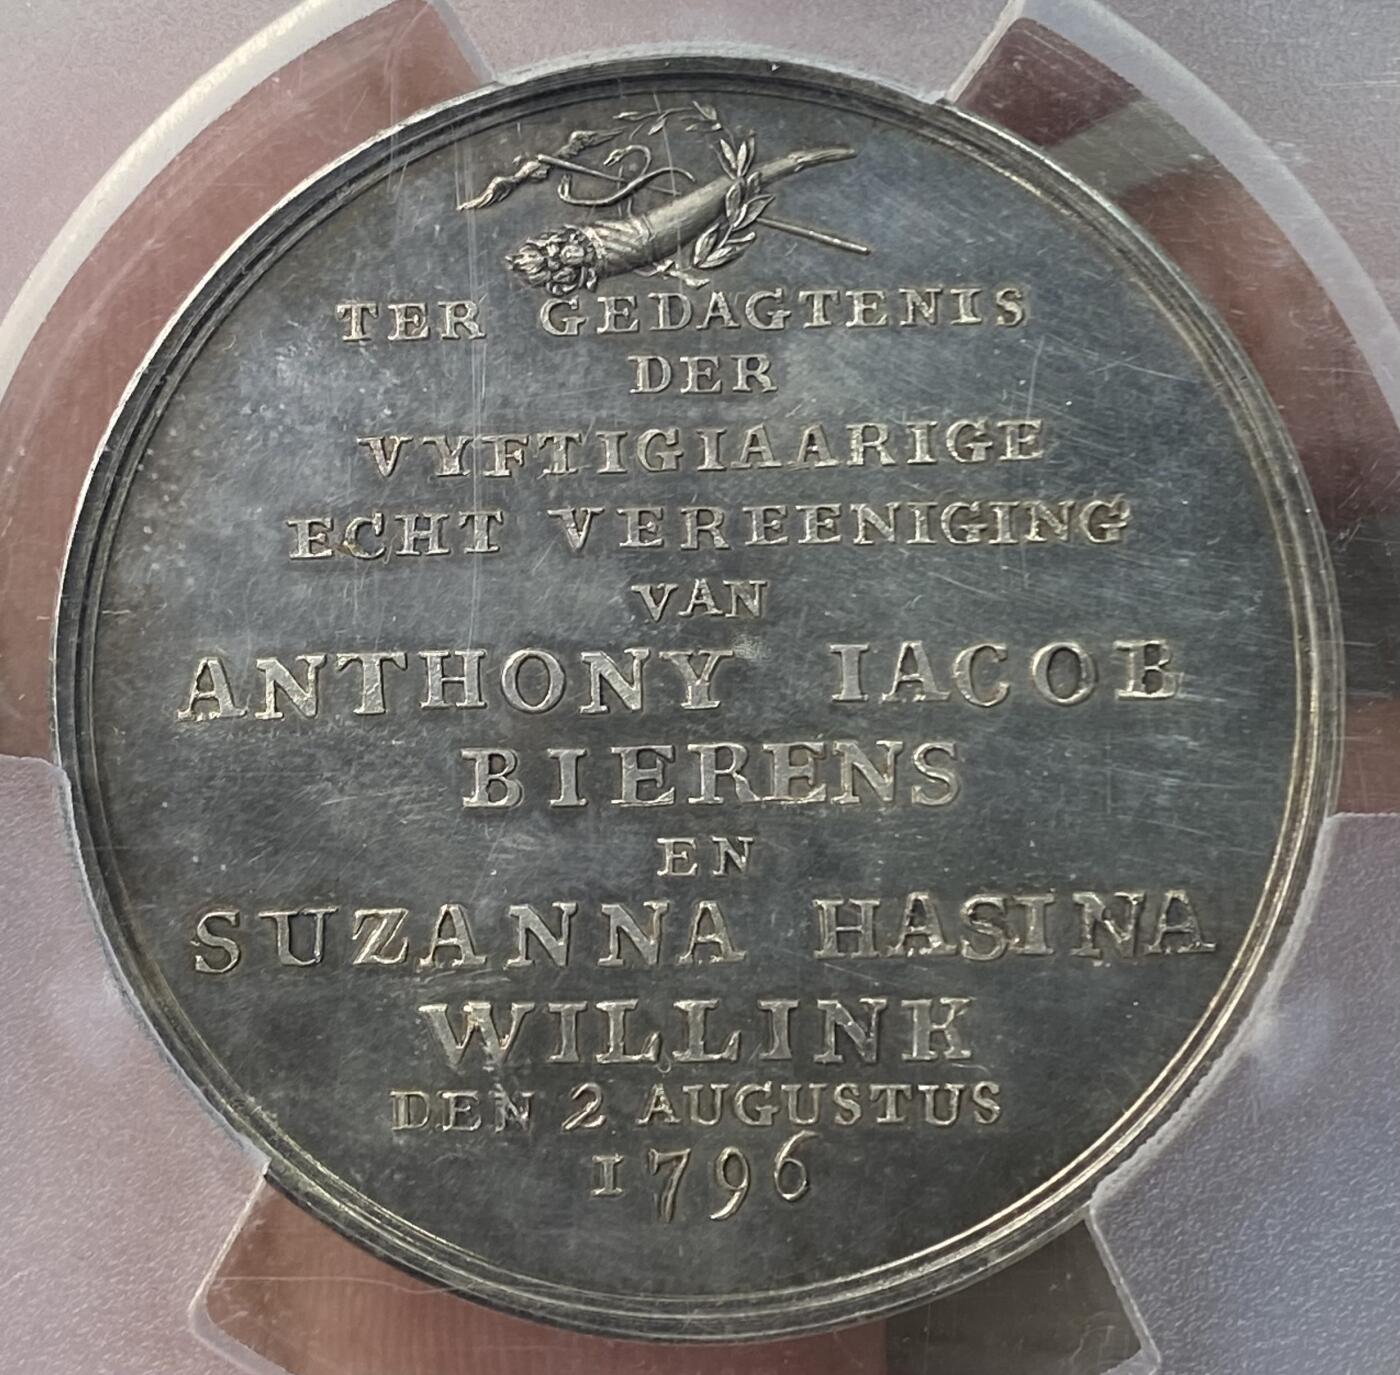 TER GEDAGTENIS
DER
VYFTIGIAARIGE
ECHT VEREENIGING
VAN
ANTHONY IACOB
BIERENS
EN
SUZANNA HASINA
WILLINK
DEN 2 AUGUSTUS
1796